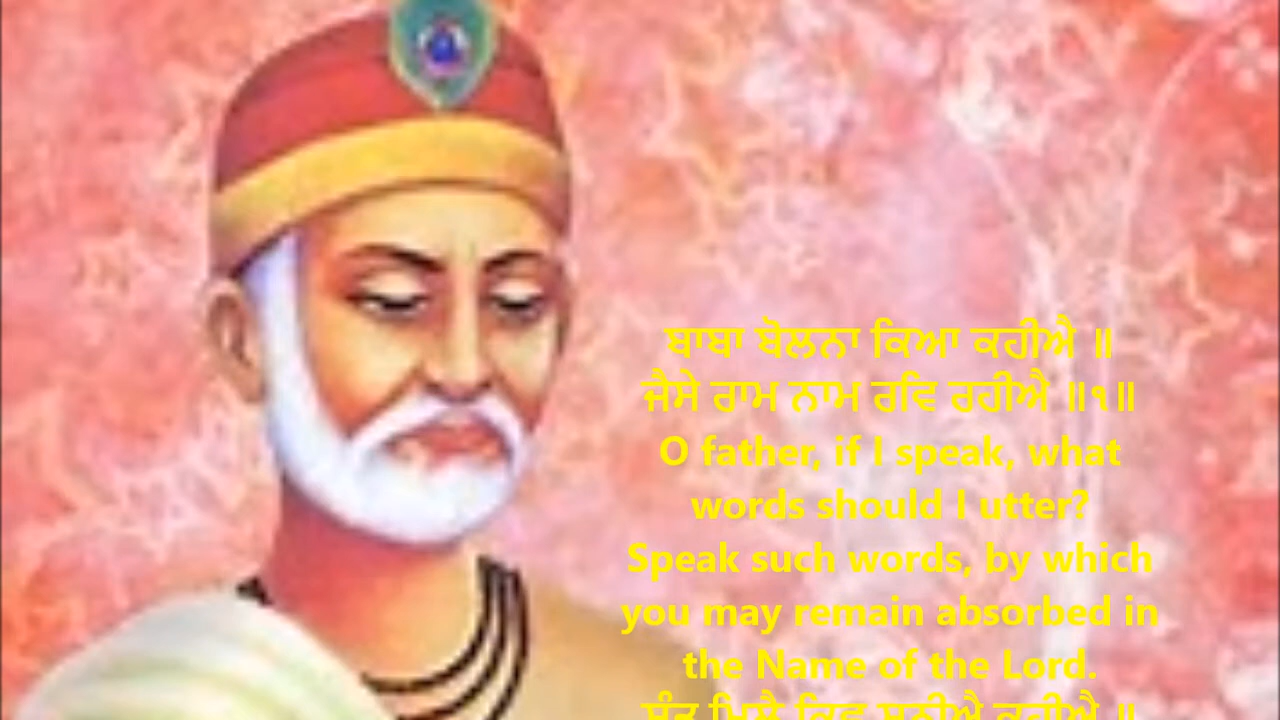 ਬਾਬਾ ਬੋਲਨਾ ਕਿਆ ਕਹੀਐ ॥
ਜੈਸੇ ਰਾਮ ਨਾਮ ਰਵਿ ਰਹੀਐ ॥੧॥
O father, if I speak, what
words should I utter?
Speak such words, by which
you may remain absorbed in
the Name of the Lord.